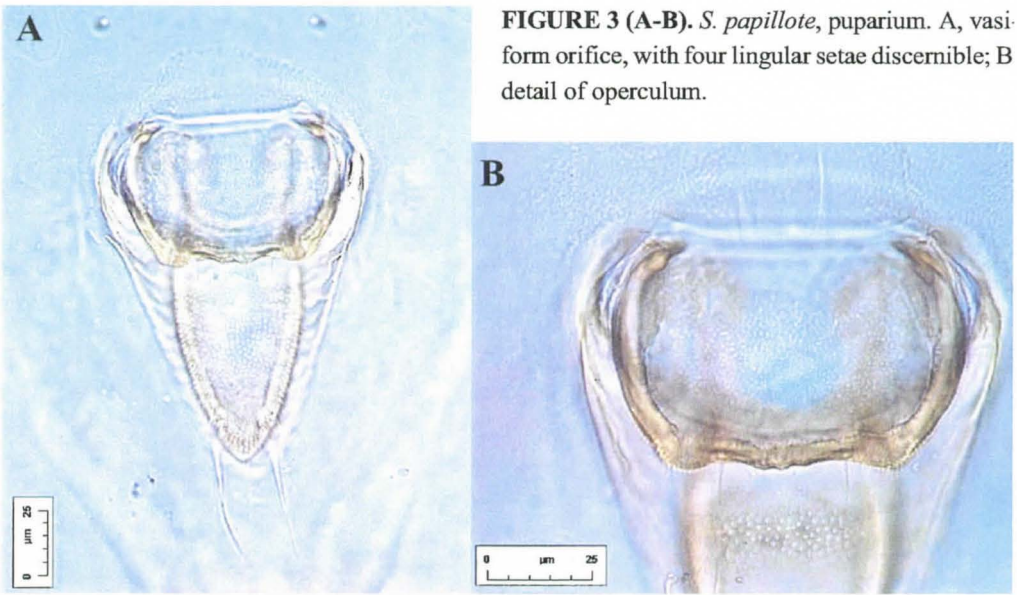 A
FIGURE 3 (A-B). S. papillote, puparium. A, vasi-
form orifice, with four lingular setae discernible; B
detail of operculum.
B
0 µm 25
0 µm 25